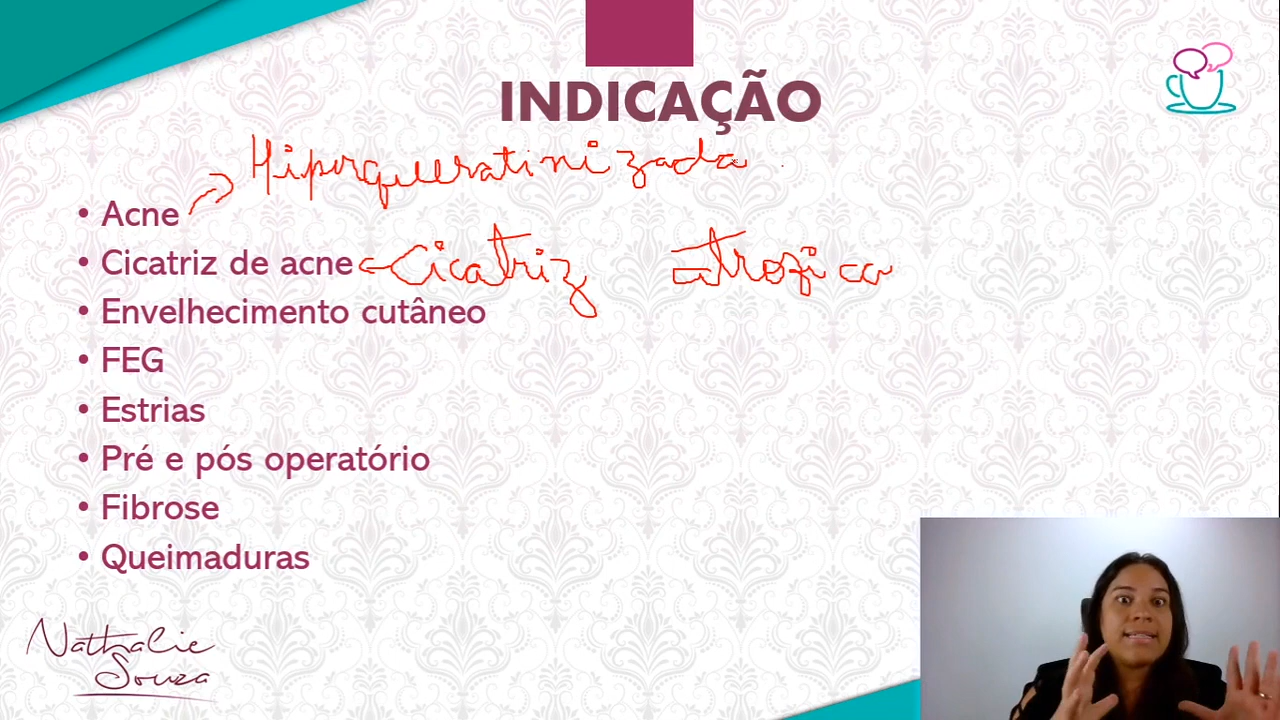 INDICAÇÃO
Hiperqueratinizada
• Acne
• Cicatriz de acne Cicatriz atrofica
• Envelhecimento cutâneo
• FEG
• Estrias
• Pré e pós operatório
• Fibrose
• Queimaduras
Nathalie
Souza